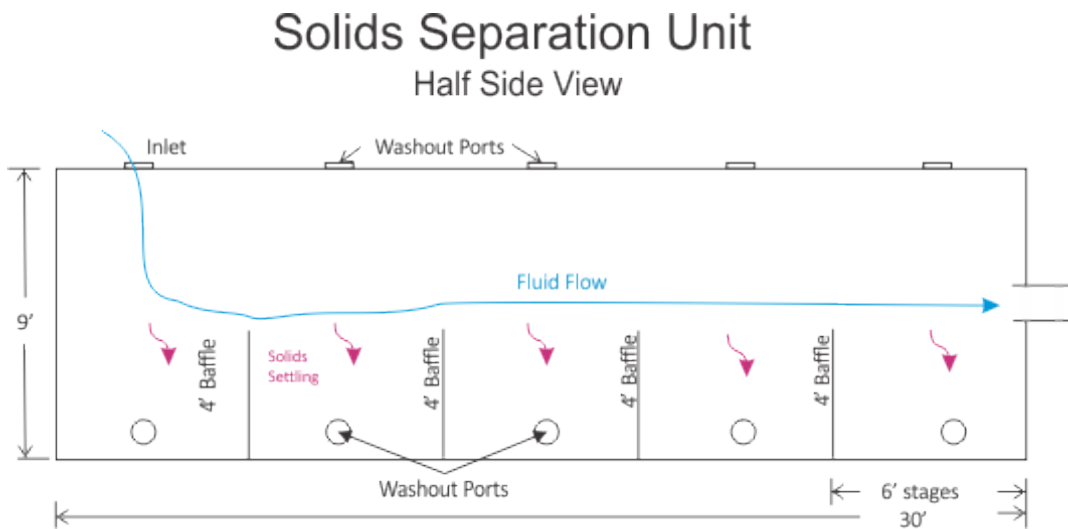 Solids Separation Unit
Half Side View
Inlet
Washout Ports
Fluid Flow
9'
4' Baffle
Solids
Settling
4' Baffle
4' Baffle
4' Baffle
Washout Ports
6' stages
30'